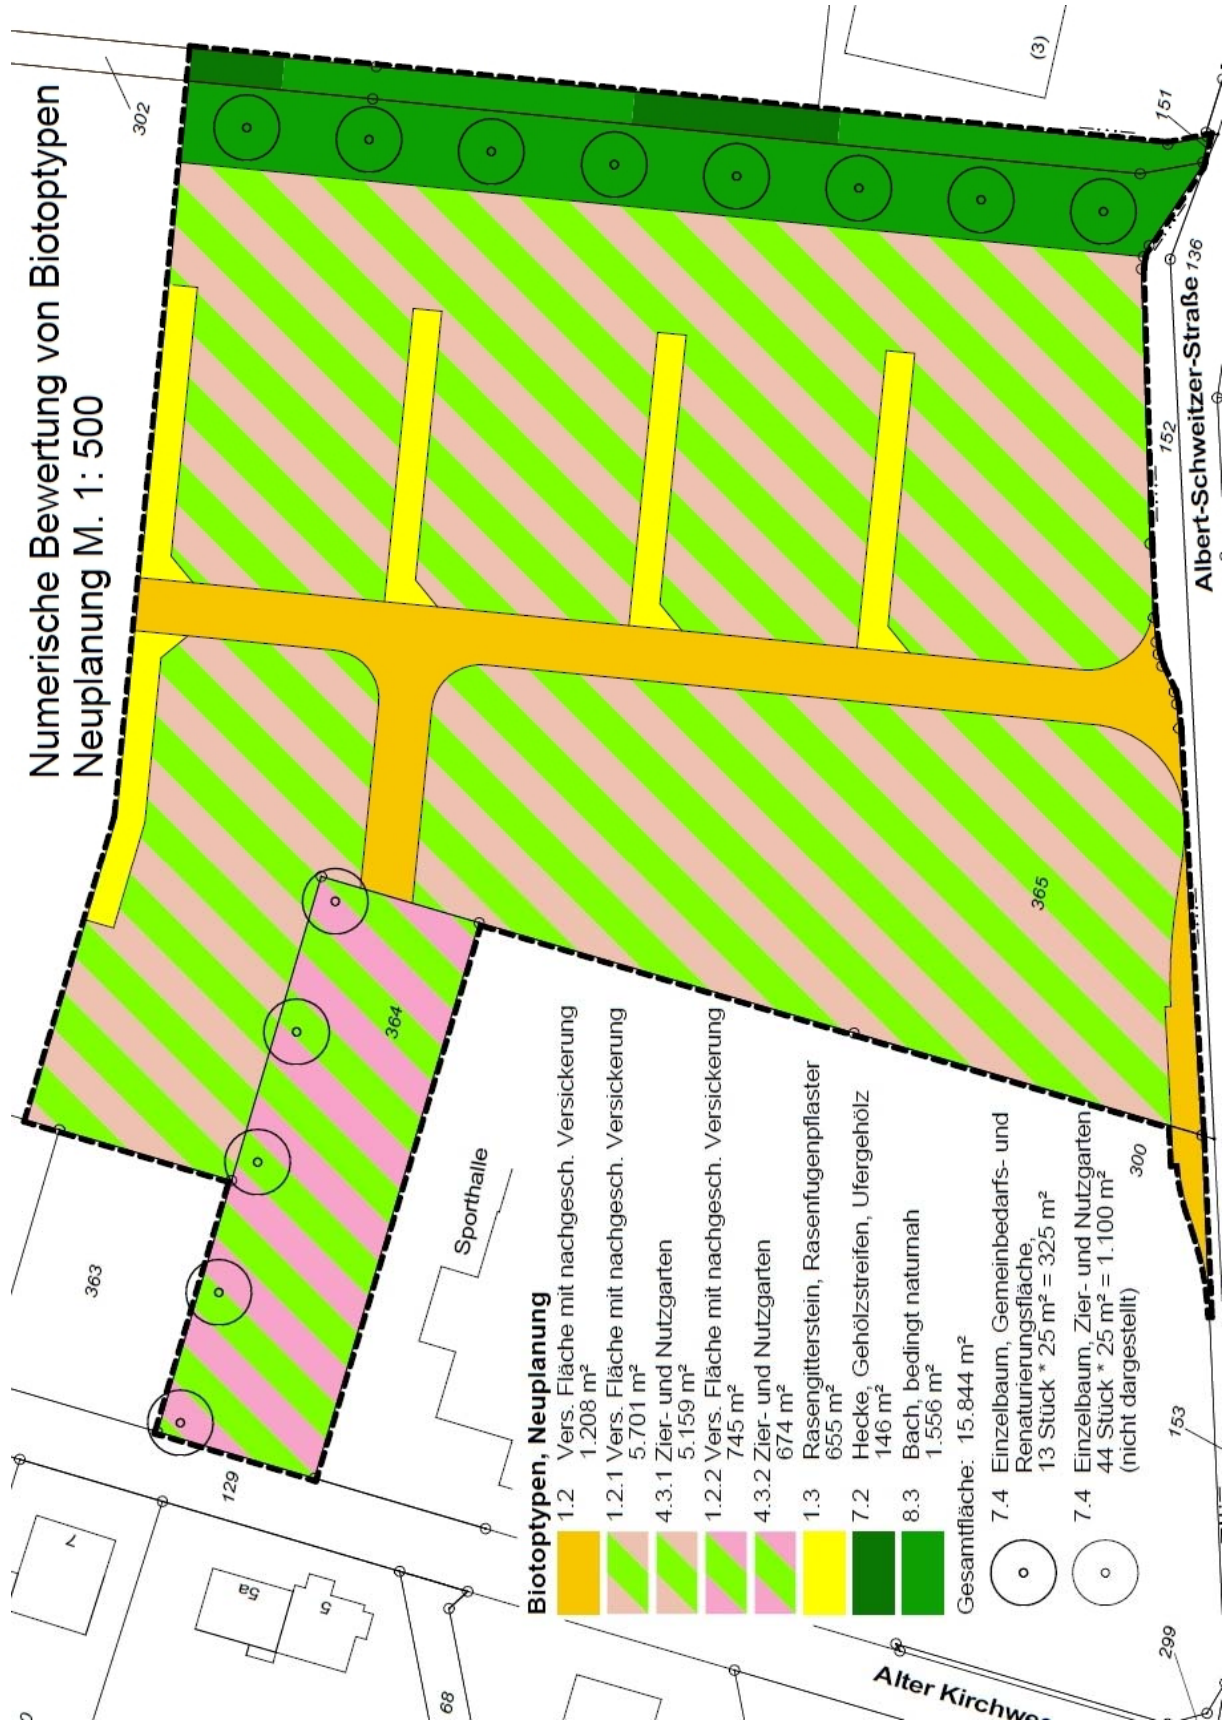 Numerische Bewertung von Biotoptypen
Neuplanung M. 1: 500
302
(3)
151
136
Albert-Schweitzer-Straße
152
365
364
363
300
Sporthalle
129
7
5a
5
68
153
299
Alter Kirchwe
Biotoptypen, Neuplanung
1.2 Vers. Fläche mit nachgesch. Versickerung
1.208 m²
1.2.1 Vers. Fläche mit nachgesch. Versickerung
5.701 m²
4.3.1 Zier- und Nutzgarten
5.159 m²
1.2.2 Vers. Fläche mit nachgesch. Versickerung
745 m²
4.3.2 Zier- und Nutzgarten
674 m²
1.3 Rasengitterstein, Rasenfugenpflaster
655 m²
7.2 Hecke, Gehölzstreifen, Ufergehölz
146 m²
8.3 Bach, bedingt naturnah
1.556 m²
Gesamtfläche: 15.844 m²
7.4 Einzelbaum, Gemeinbedarfs- und
Renaturierungsfläche,
13 Stück * 25 m² = 325 m²
7.4 Einzelbaum, Zier- und Nutzgarten
44 Stück * 25 m² = 1.100 m²
(nicht dargestellt)